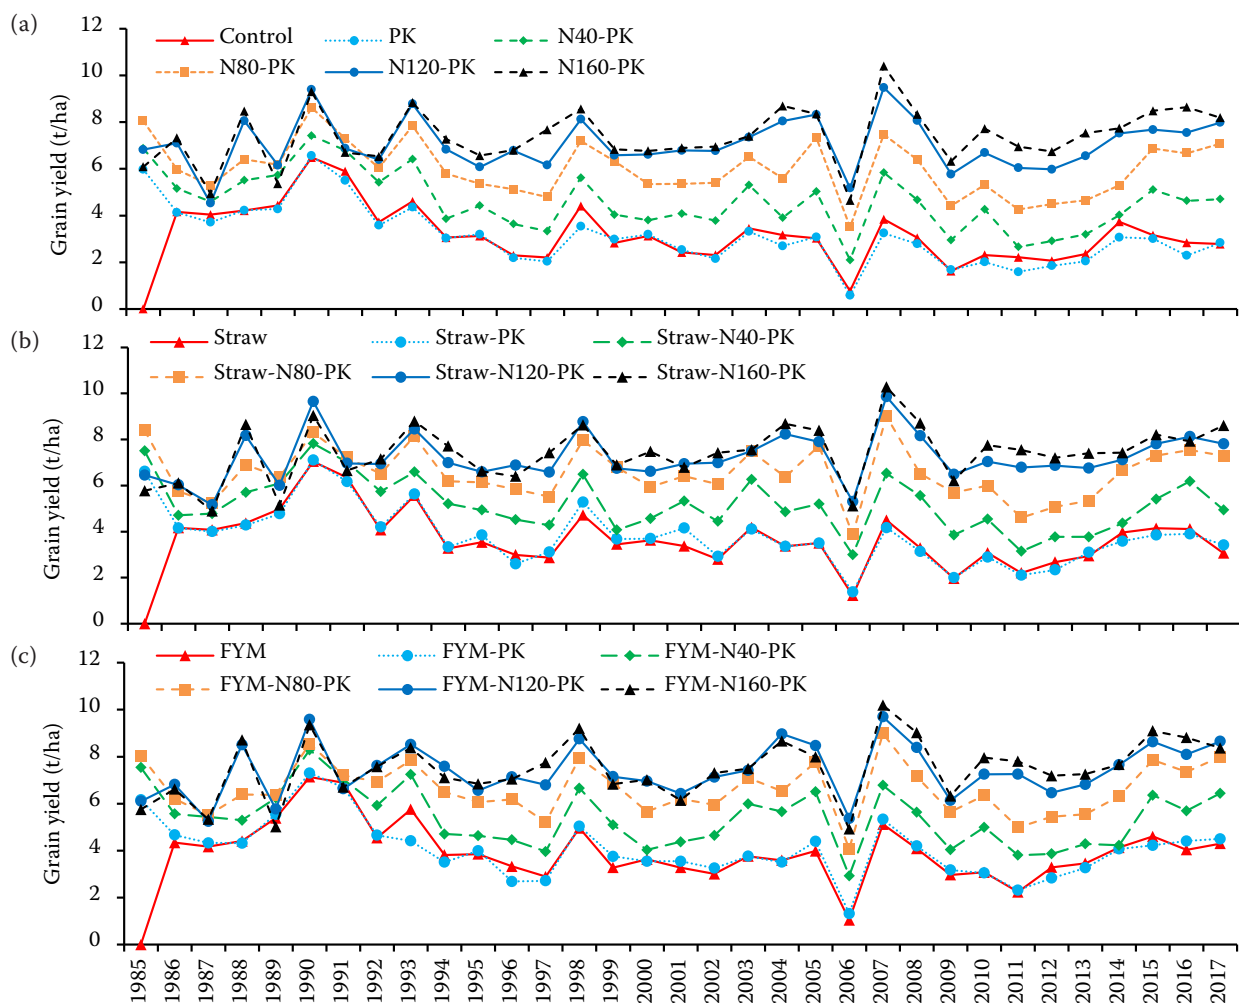 (a)
Grain yield (t/ha)
12
10
8
6
4
2
0
Control
PK
N40-PK
N80-PK
N120-PK
N160-PK
(b)
Grain yield (t/ha)
12
10
8
6
4
2
0
Straw
Straw-PK
Straw-N40-PK
Straw-N80-PK
Straw-N120-PK
Straw-N160-PK
(c)
Grain yield (t/ha)
12
10
8
6
4
2
0
FYM
FYM-PK
FYM-N40-PK
FYM-N80-PK
FYM-N120-PK
FYM-N160-PK
1985
1986
1987
1988
1989
1990
1991
1992
1993
1994
1995
1996
1997
1998
1999
2000
2001
2002
2003
2004
2005
2006
2007
2008
2009
2010
2011
2012
2013
2014
2015
2016
2017